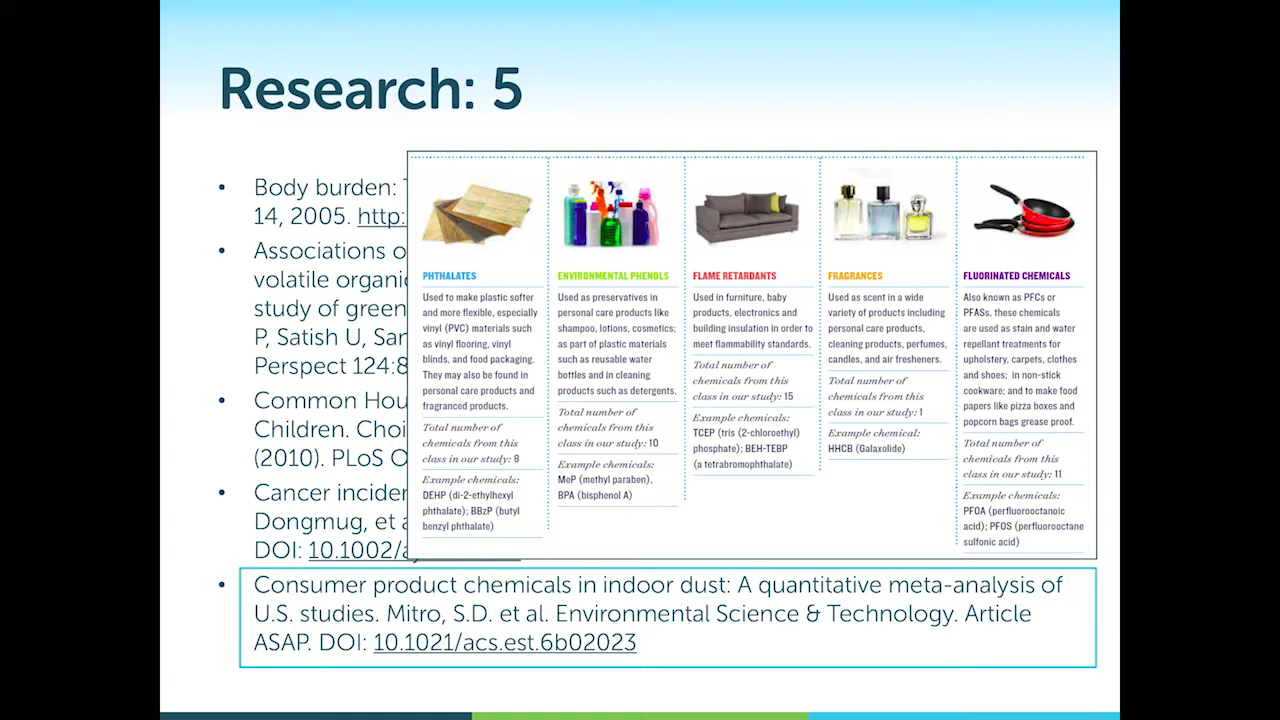 Research: 5
• Body burden:
14, 2005. http:
• Associations o
volatile organi
study of green
P, Satish U, San
Perspect 124:8
• Common Hou
Children. Choi
(2010). PLoS O
• Cancer inciden
Dongmug, et a
DOI: 10.1002/a
PHTHALATES
Used to make plastic softer
and more flexible, especially
vinyl (PVC) materials such
as vinyl flooring, vinyl
blinds, and food packaging.
They may also be found in
personal care products and
fragranced products.
Total number of
chemicals from this
class in our study: 8
Example chemicals:
DEHP (di-2-ethylhexyl
phthalate); BBzP (butyl
benzyl phthalate)
ENVIRONMENTAL PHENOLS
Used as preservatives in
personal care products like
shampoo, lotions, cosmetics;
as part of plastic materials
such as reusable water
bottles and in cleaning
products such as detergents.
Total number of
chemicals from this
class in our study: 10
Example chemicals:
MeP (methyl paraben),
BPA (bisphenol A)
FLAME RETARDANTS
Used in furniture, baby
products, electronics and
building insulation in order to
meet flammability standards.
Total number of
chemicals from this
class in our study: 15
Example chemicals:
TCEP (tris (2-chloroethyl)
phosphate); BEH-TEBP
(a tetrabromophthalate)
FRAGRANCES
Used as scent in a wide
variety of products including
personal care products,
cleaning products, perfumes,
candles, and air fresheners.
Total number of
chemicals from this
class in our study: 1
Example chemical:
HHCB (Galaxolide)
FLUORINATED CHEMICALS
Also known as PFCs or
PFASs, these chemicals
are used as stain and water
repellant treatments for
upholstery, carpets, clothes
and shoes; in non-stick
cookware; and to make food
papers like pizza boxes and
popcorn bags grease proof.
Total number of
chemicals from this
class in our study: 11
Example chemicals:
PFOA (perfluorooctanoic
acid); PFOS (perfluorooctane
sulfonic acid)
• Consumer product chemicals in indoor dust: A quantitative meta-analysis of
U.S. studies. Mitro, S.D. et al. Environmental Science & Technology. Article
ASAP. DOI: 10.1021/acs.est.6b02023